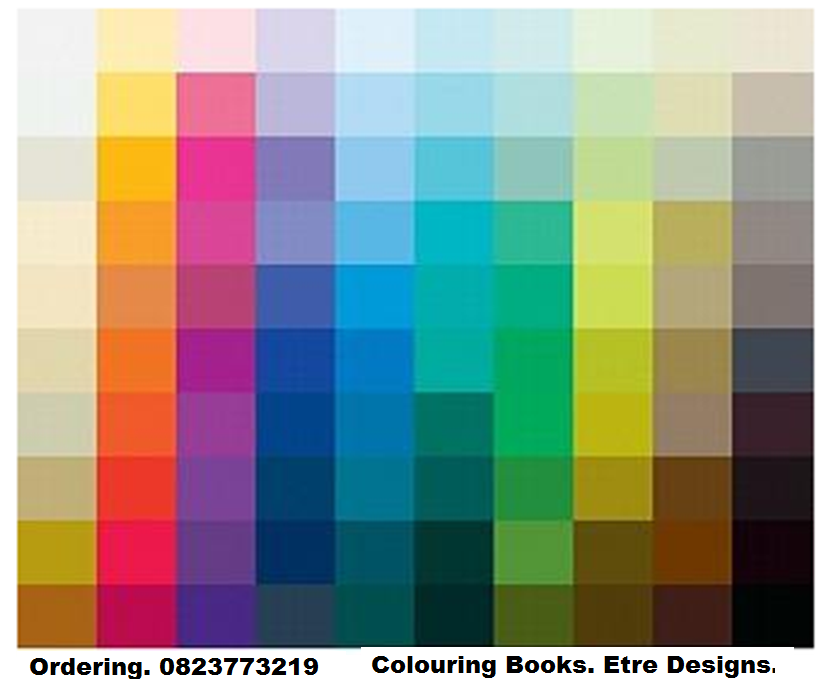 Ordering. 0823773219
Colouring Books. Etre Designs.